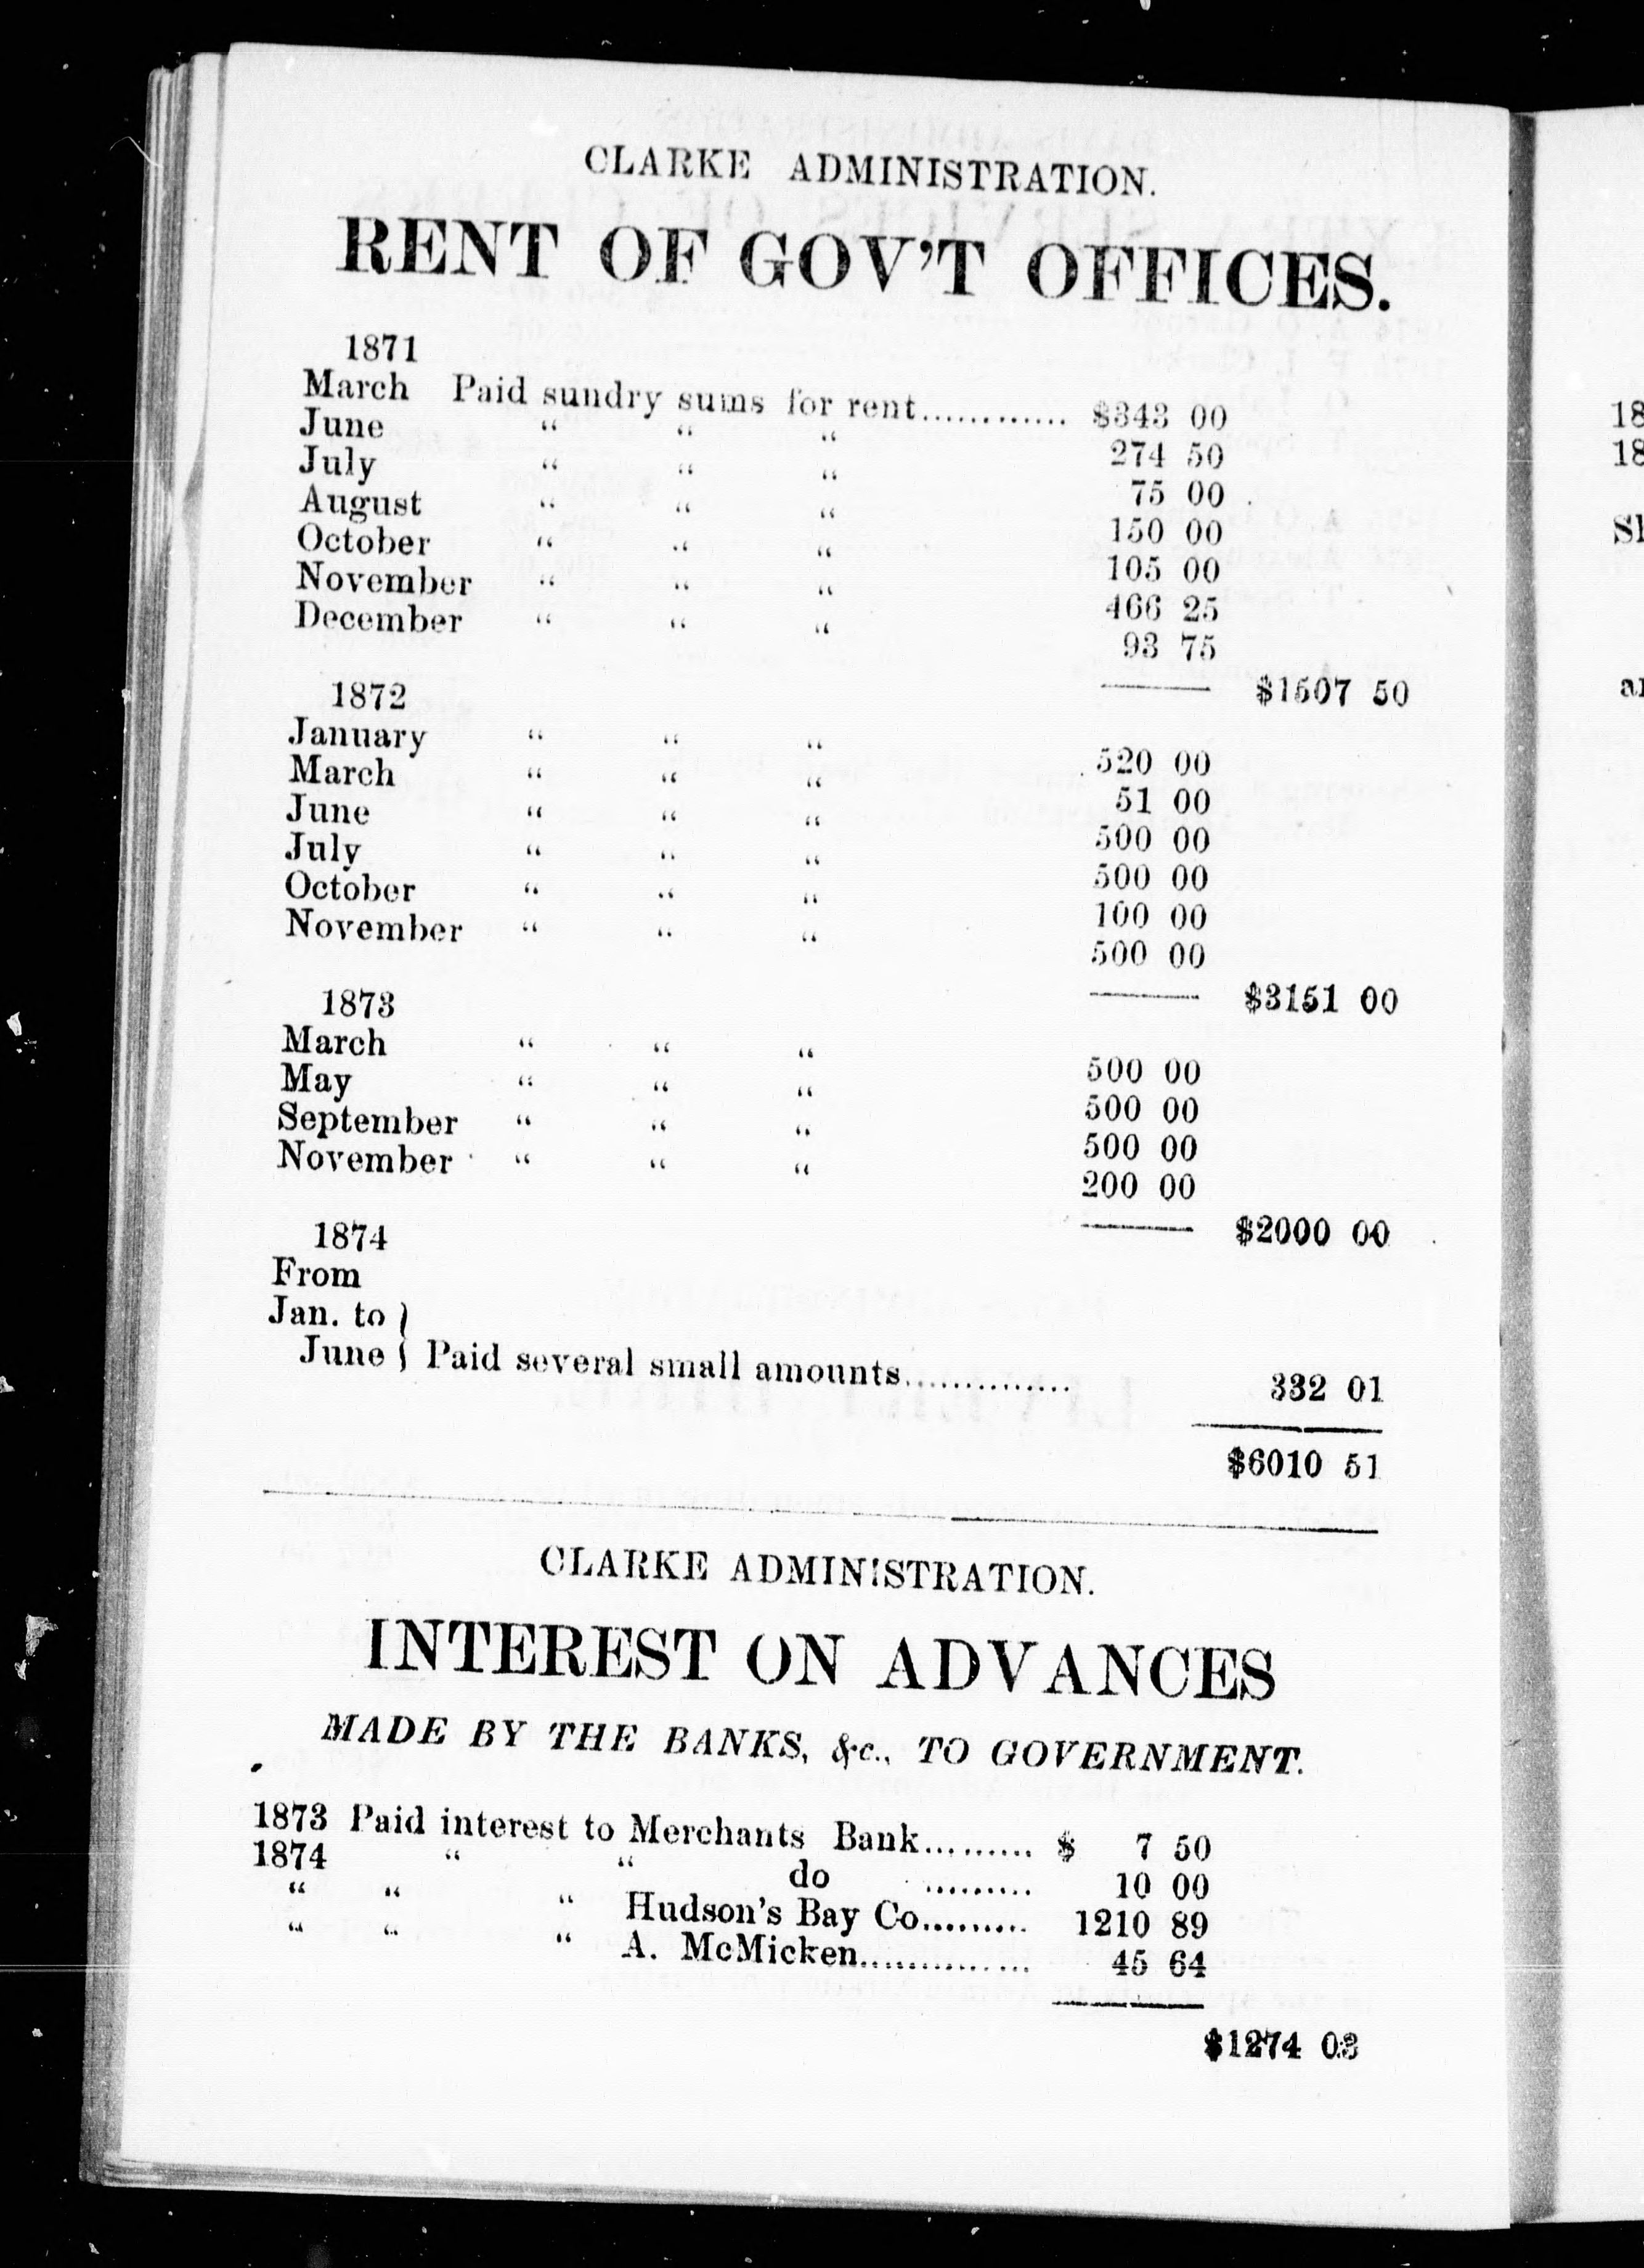 CLARKE ADMINISTRATION.
RENT OF GOV'T OFFICES.
1871
March Paid sundry sums for rent............ $343 00
June “ “ “ 274 50
July “ “ “ 75 00
August “ “ “ 150 00
October “ “ “ 105 00
November “ “ “ 466 25
December “ “ “ 93 75
$1507 50
1872
January “ “ “ 520 00
March “ “ “ 51 00
June “ “ “ 500 00
July “ “ “ 500 00
October “ “ “ 100 00
November “ “ “ 500 00
$3151 00
1873
March “ “ “ 500 00
May “ “ “ 500 00
September “ “ “ 500 00
November “ “ “ 200 00
$2000 00
1874
From
Jan. to }
June } Paid several small amounts.............. 332 01
$6010 51
CLARKE ADMINISTRATION.
INTEREST ON ADVANCES
MADE BY THE BANKS, &c., TO GOVERNMENT.
1873 Paid interest to Merchants Bank......... $ 7 50
1874 “ “ do ......... 10 00
“ “ “ Hudson's Bay Co......... 1210 89
“ “ “ A. McMicken.............. 45 64
$1274 03
18
18